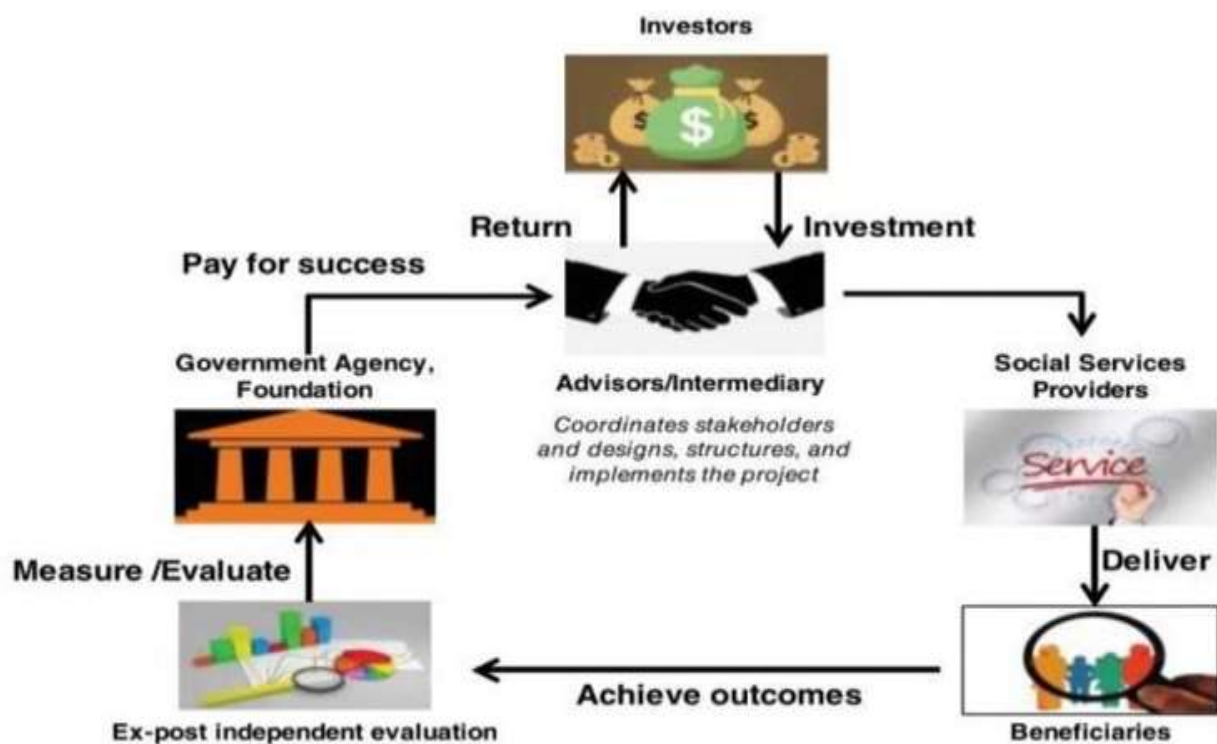 Investors
$ $ $
Return
Investment
Pay for success
Government Agency,
Foundation
Advisors/Intermediary
Coordinates stakeholders
and designs, structures, and
implements the project
Social Services
Providers
Service
Deliver
Measure /Evaluate
Achieve outcomes
Ex-post independent evaluation
Beneficiaries